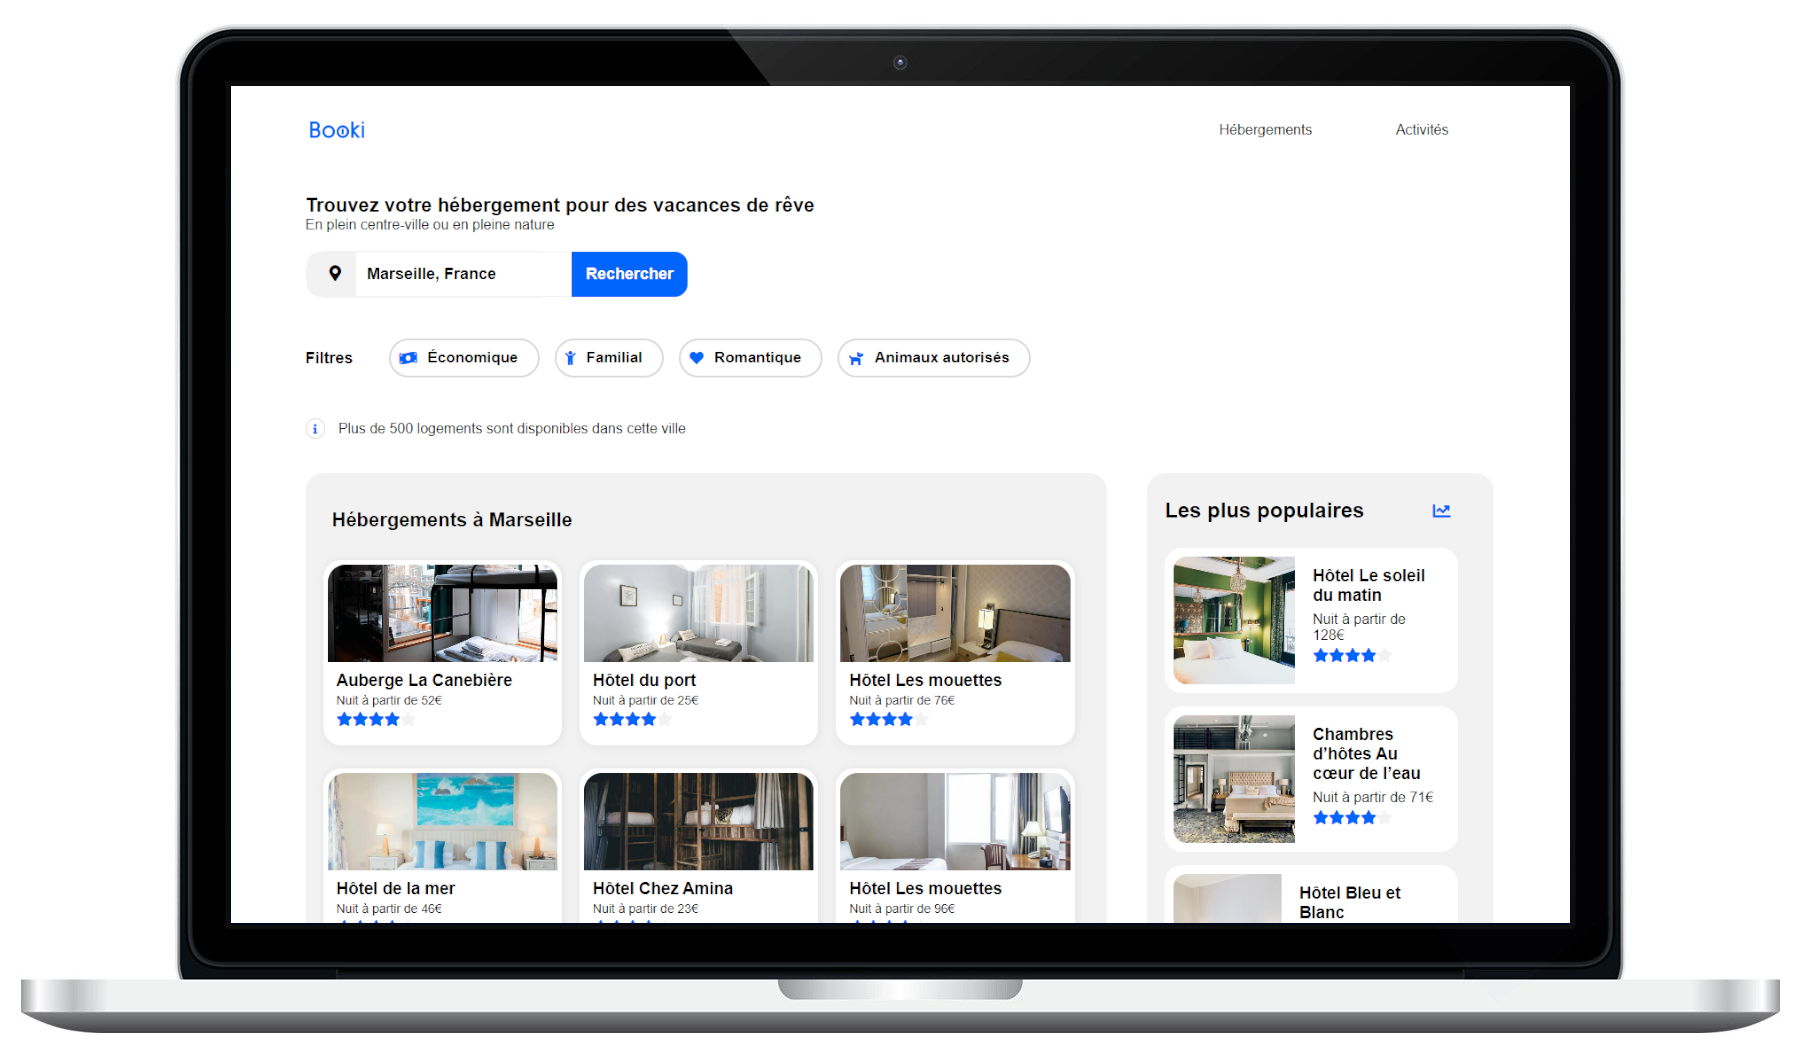 Booki
Hébergements
Activités
Trouvez votre hébergement pour des vacances de rêve
En plein centre-ville ou en pleine nature
Marseille, France
Rechercher
Filtres
Économique
Familial
Romantique
Animaux autorisés
Plus de 500 logements sont disponibles dans cette ville
Hébergements à Marseille
Auberge La Canebière
Nuit à partir de 52€
Hôtel du port
Nuit à partir de 25€
Hôtel Les mouettes
Nuit à partir de 76€
Hôtel de la mer
Nuit à partir de 46€
Hôtel Chez Amina
Nuit à partir de 23€
Hôtel Les mouettes
Nuit à partir de 96€
Les plus populaires
Hôtel Le soleil
du matin
Nuit à partir de
128€
Chambres
d’hôtes Au
cœur de l’eau
Nuit à partir de 71€
Hôtel Bleu et
Blanc